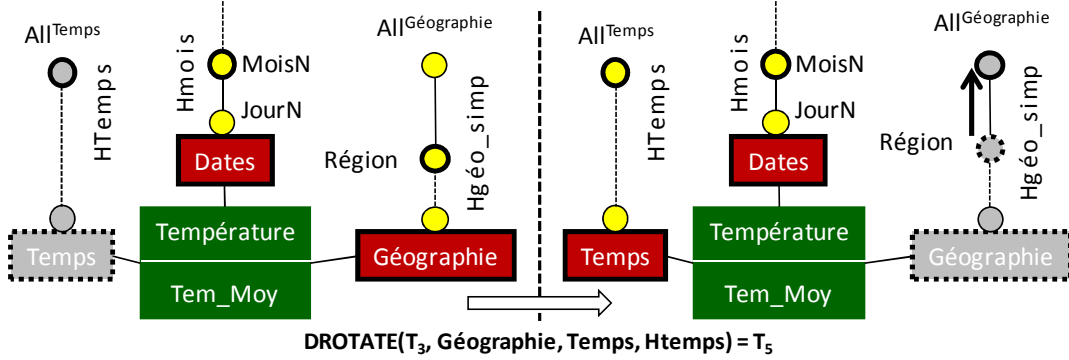 All^Temps
HTemps
Hmois
MoisN
JourN
Dates
All^Géographie
Région
Hgéo_simp
Temps
Température
Tem_Moy
Géographie
All^Temps
HTemps
Hmois
MoisN
JourN
Dates
All^Géographie
Région
Hgéo_simp
Temps
Température
Tem_Moy
Géographie
DROTATE(T₃, Géographie, Temps, Htemps) = T₅